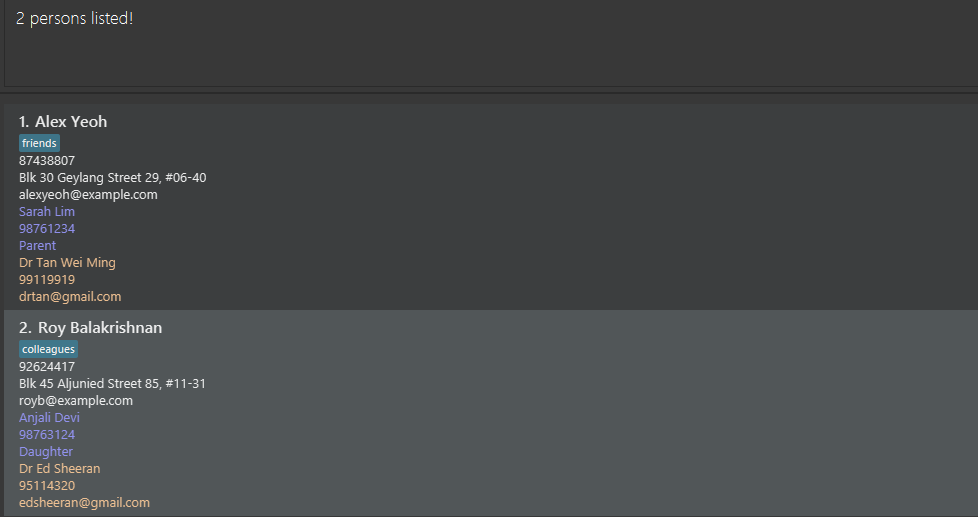 2 persons listed!
1. Alex Yeoh
friends
87438807
Blk 30 Geylang Street 29, #06-40
alexyeoh@example.com
Sarah Lim
98761234
Parent
Dr Tan Wei Ming
99119919
drtan@gmail.com
2. Roy Balakrishnan
colleagues
92624417
Blk 45 Aljunied Street 85, #11-31
royb@example.com
Anjali Devi
98763124
Daughter
Dr Ed Sheeran
95114320
edsheeran@gmail.com